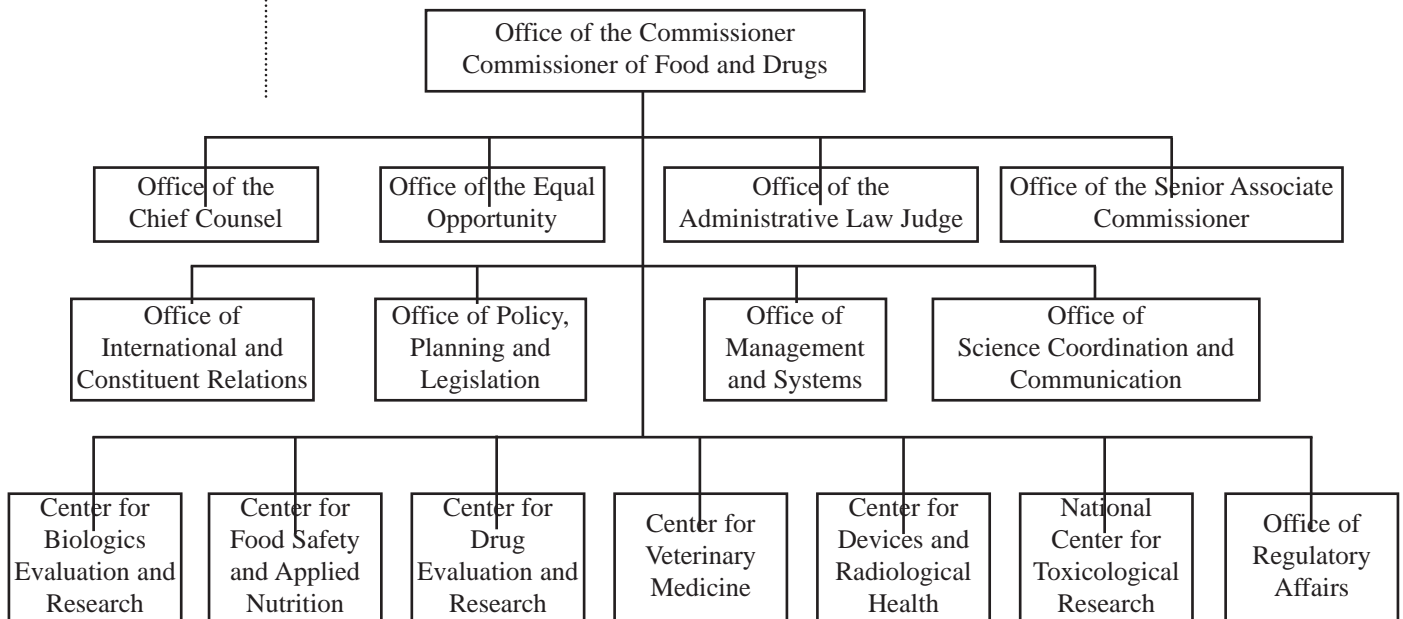 Office of the Commissioner
Commissioner of Food and Drugs
Office of the
Chief Counsel
Office of the Equal
Opportunity
Office of the
Administrative Law Judge
Office of the Senior Associate
Commissioner
Office of
International and
Constituent Relations
Office of Policy,
Planning and
Legislation
Office of
Management
and Systems
Office of
Science Coordination and
Communication
Center for
Biologics
Evaluation and
Research
Center for
Food Safety
and Applied
Nutrition
Center for
Drug
Evaluation and
Research
Center for
Veterinary
Medicine
Center for
Devices and
Radiological
Health
National
Center for
Toxicological
Research
Office of
Regulatory
Affairs